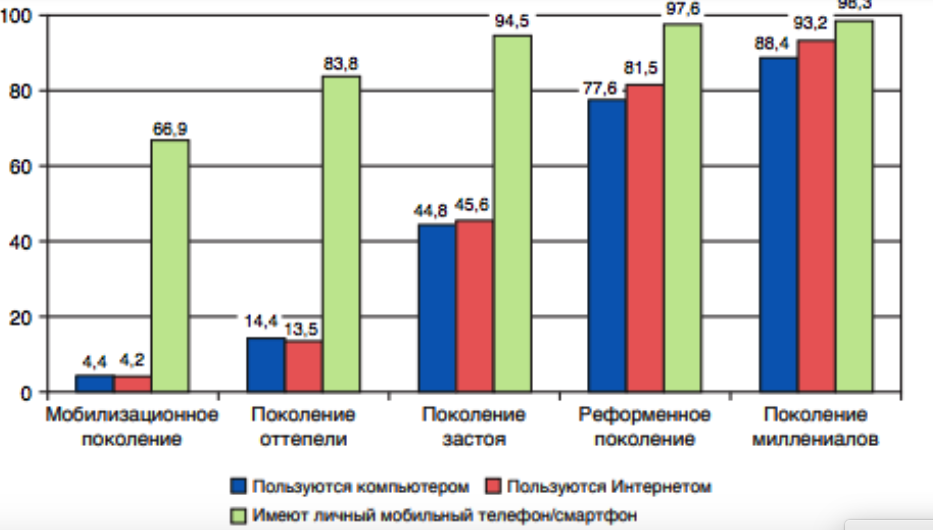 100
80
60
40
20
0
4,4 4,2 66,9
14,4 13,5 83,8
44,8 45,6 94,5
77,6 81,5 97,6
88,4 93,2 98,3
Мобилизационное
поколение
Поколение
оттепели
Поколение
застоя
Реформенное
поколение
Поколение
миллениалов
Пользуются компьютером Пользуются Интернетом
Имеют личный мобильный телефон/смартфон